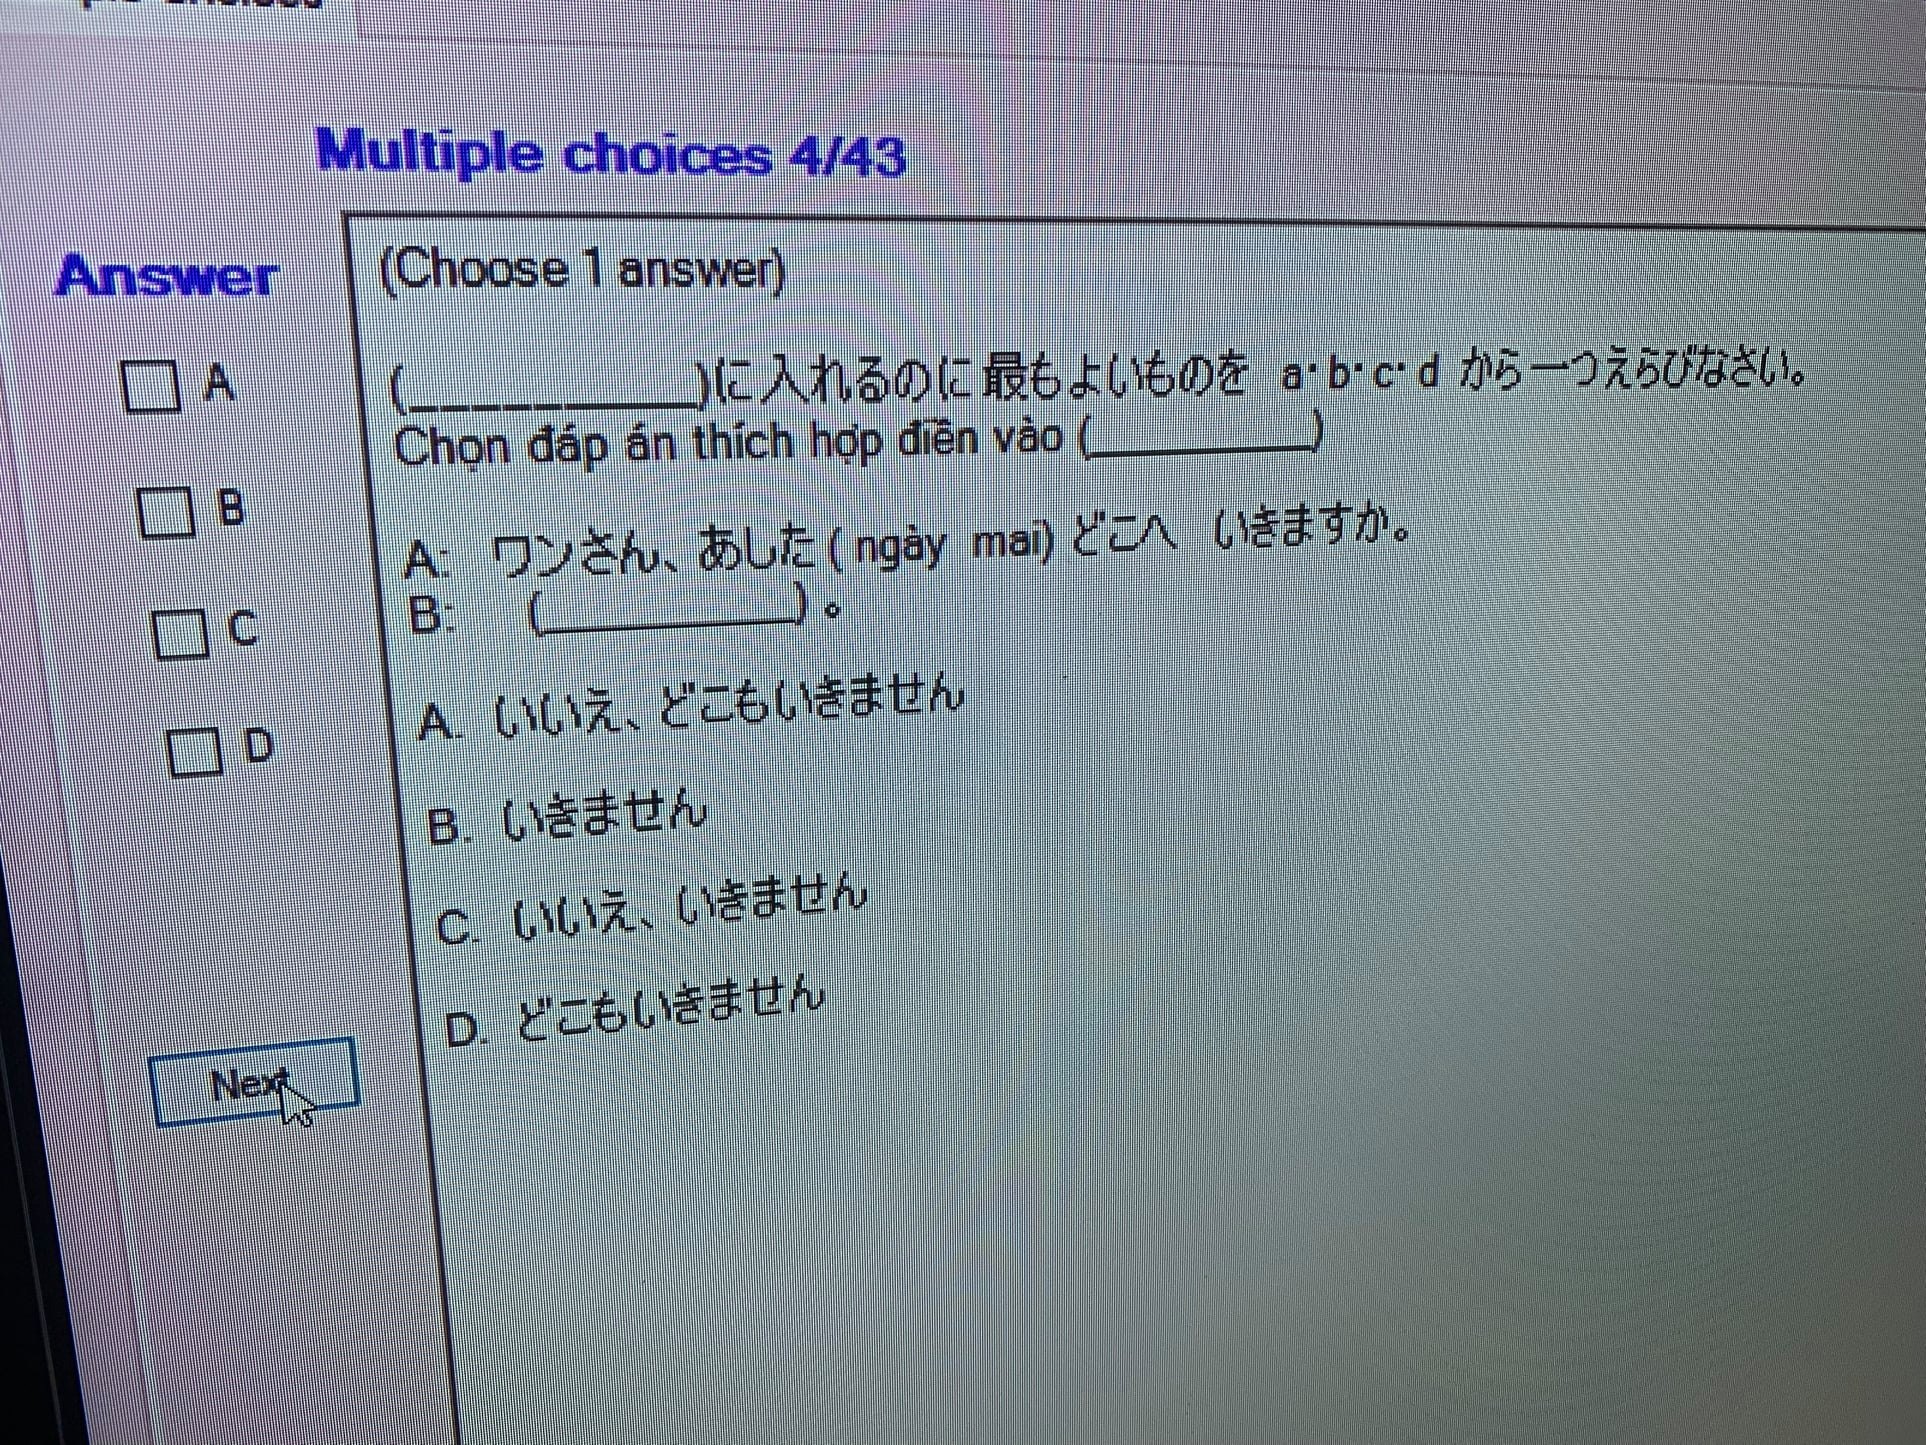 Multiple choices 4/43
Answer
(Choose 1 answer)
A
B
C
D
(__________)に入れるのに最もよいものを a・b・c・d から一つえらびなさい。
Chọn đáp án thích hợp điền vào (________)
A: ワンさん、あした ( ngày mai) どこへ いきますか。
B: (_________) 。
A. いいえ、どこもいきません
B. いきません
C. いいえ、いきません
D. どこもいきません
Next